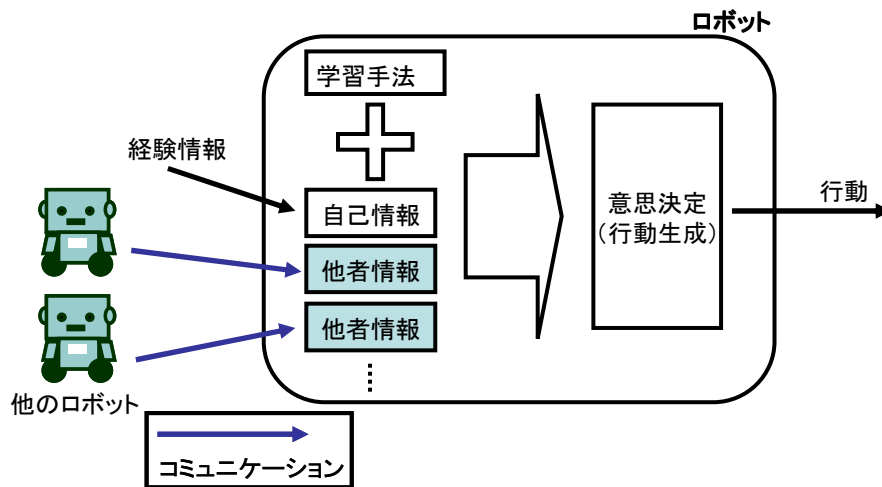 ロボット
学習手法
経験情報
自己情報
他者情報
他者情報
意思決定
(行動生成)
行動
他のロボット
コミュニケーション